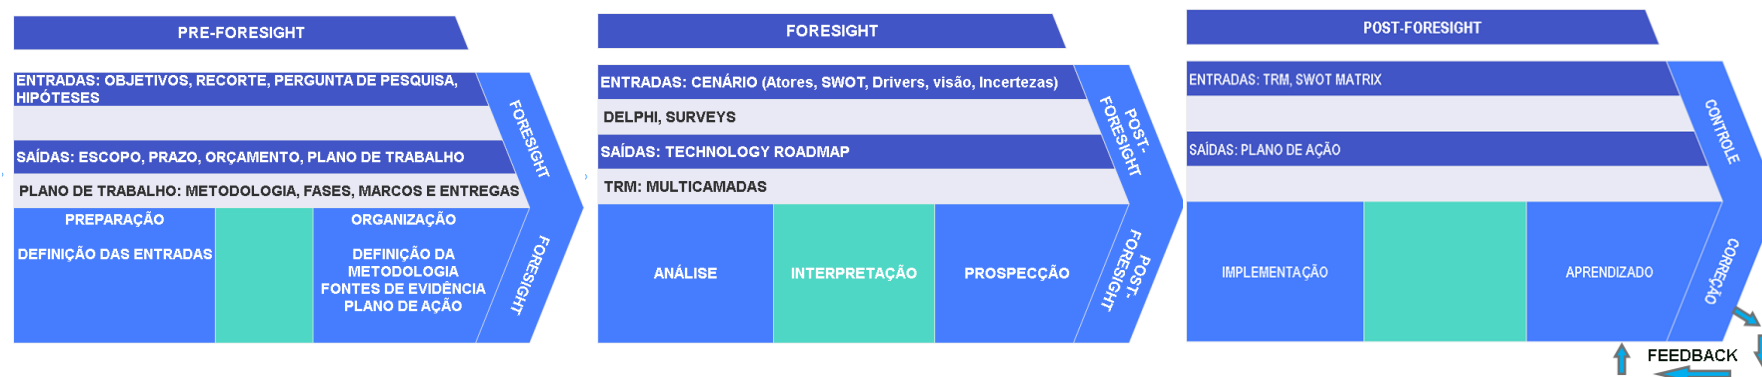 PRE-FORESIGHT
ENTRADAS: OBJETIVOS, RECORTE, PERGUNTA DE PESQUISA,
HIPÓTESES
SAÍDAS: ESCOPO, PRAZO, ORÇAMENTO, PLANO DE TRABALHO
PLANO DE TRABALHO: METODOLOGIA, FASES, MARCOS E ENTREGAS
PREPARAÇÃO
DEFINIÇÃO DAS ENTRADAS
ORGANIZAÇÃO
DEFINIÇÃO DA
METODOLOGIA
FONTES DE EVIDÊNCIA
PLANO DE AÇÃO
FORESIGHT
FORESIGHT
FORESIGHT
ENTRADAS: CENÁRIO (Atores, SWOT, Drivers, visão, Incertezas)
DELPHI, SURVEYS
SAÍDAS: TECHNOLOGY ROADMAP
TRM: MULTICAMADAS
ANÁLISE
INTERPRETAÇÃO
PROSPECÇÃO
POST-
FORESIGHT
POST-
FORESIGHT
POST-FORESIGHT
ENTRADAS: TRM, SWOT MATRIX
SAÍDAS: PLANO DE AÇÃO
IMPLEMENTAÇÃO
APRENDIZADO
CONTROLE
CORREÇÃO
FEEDBACK